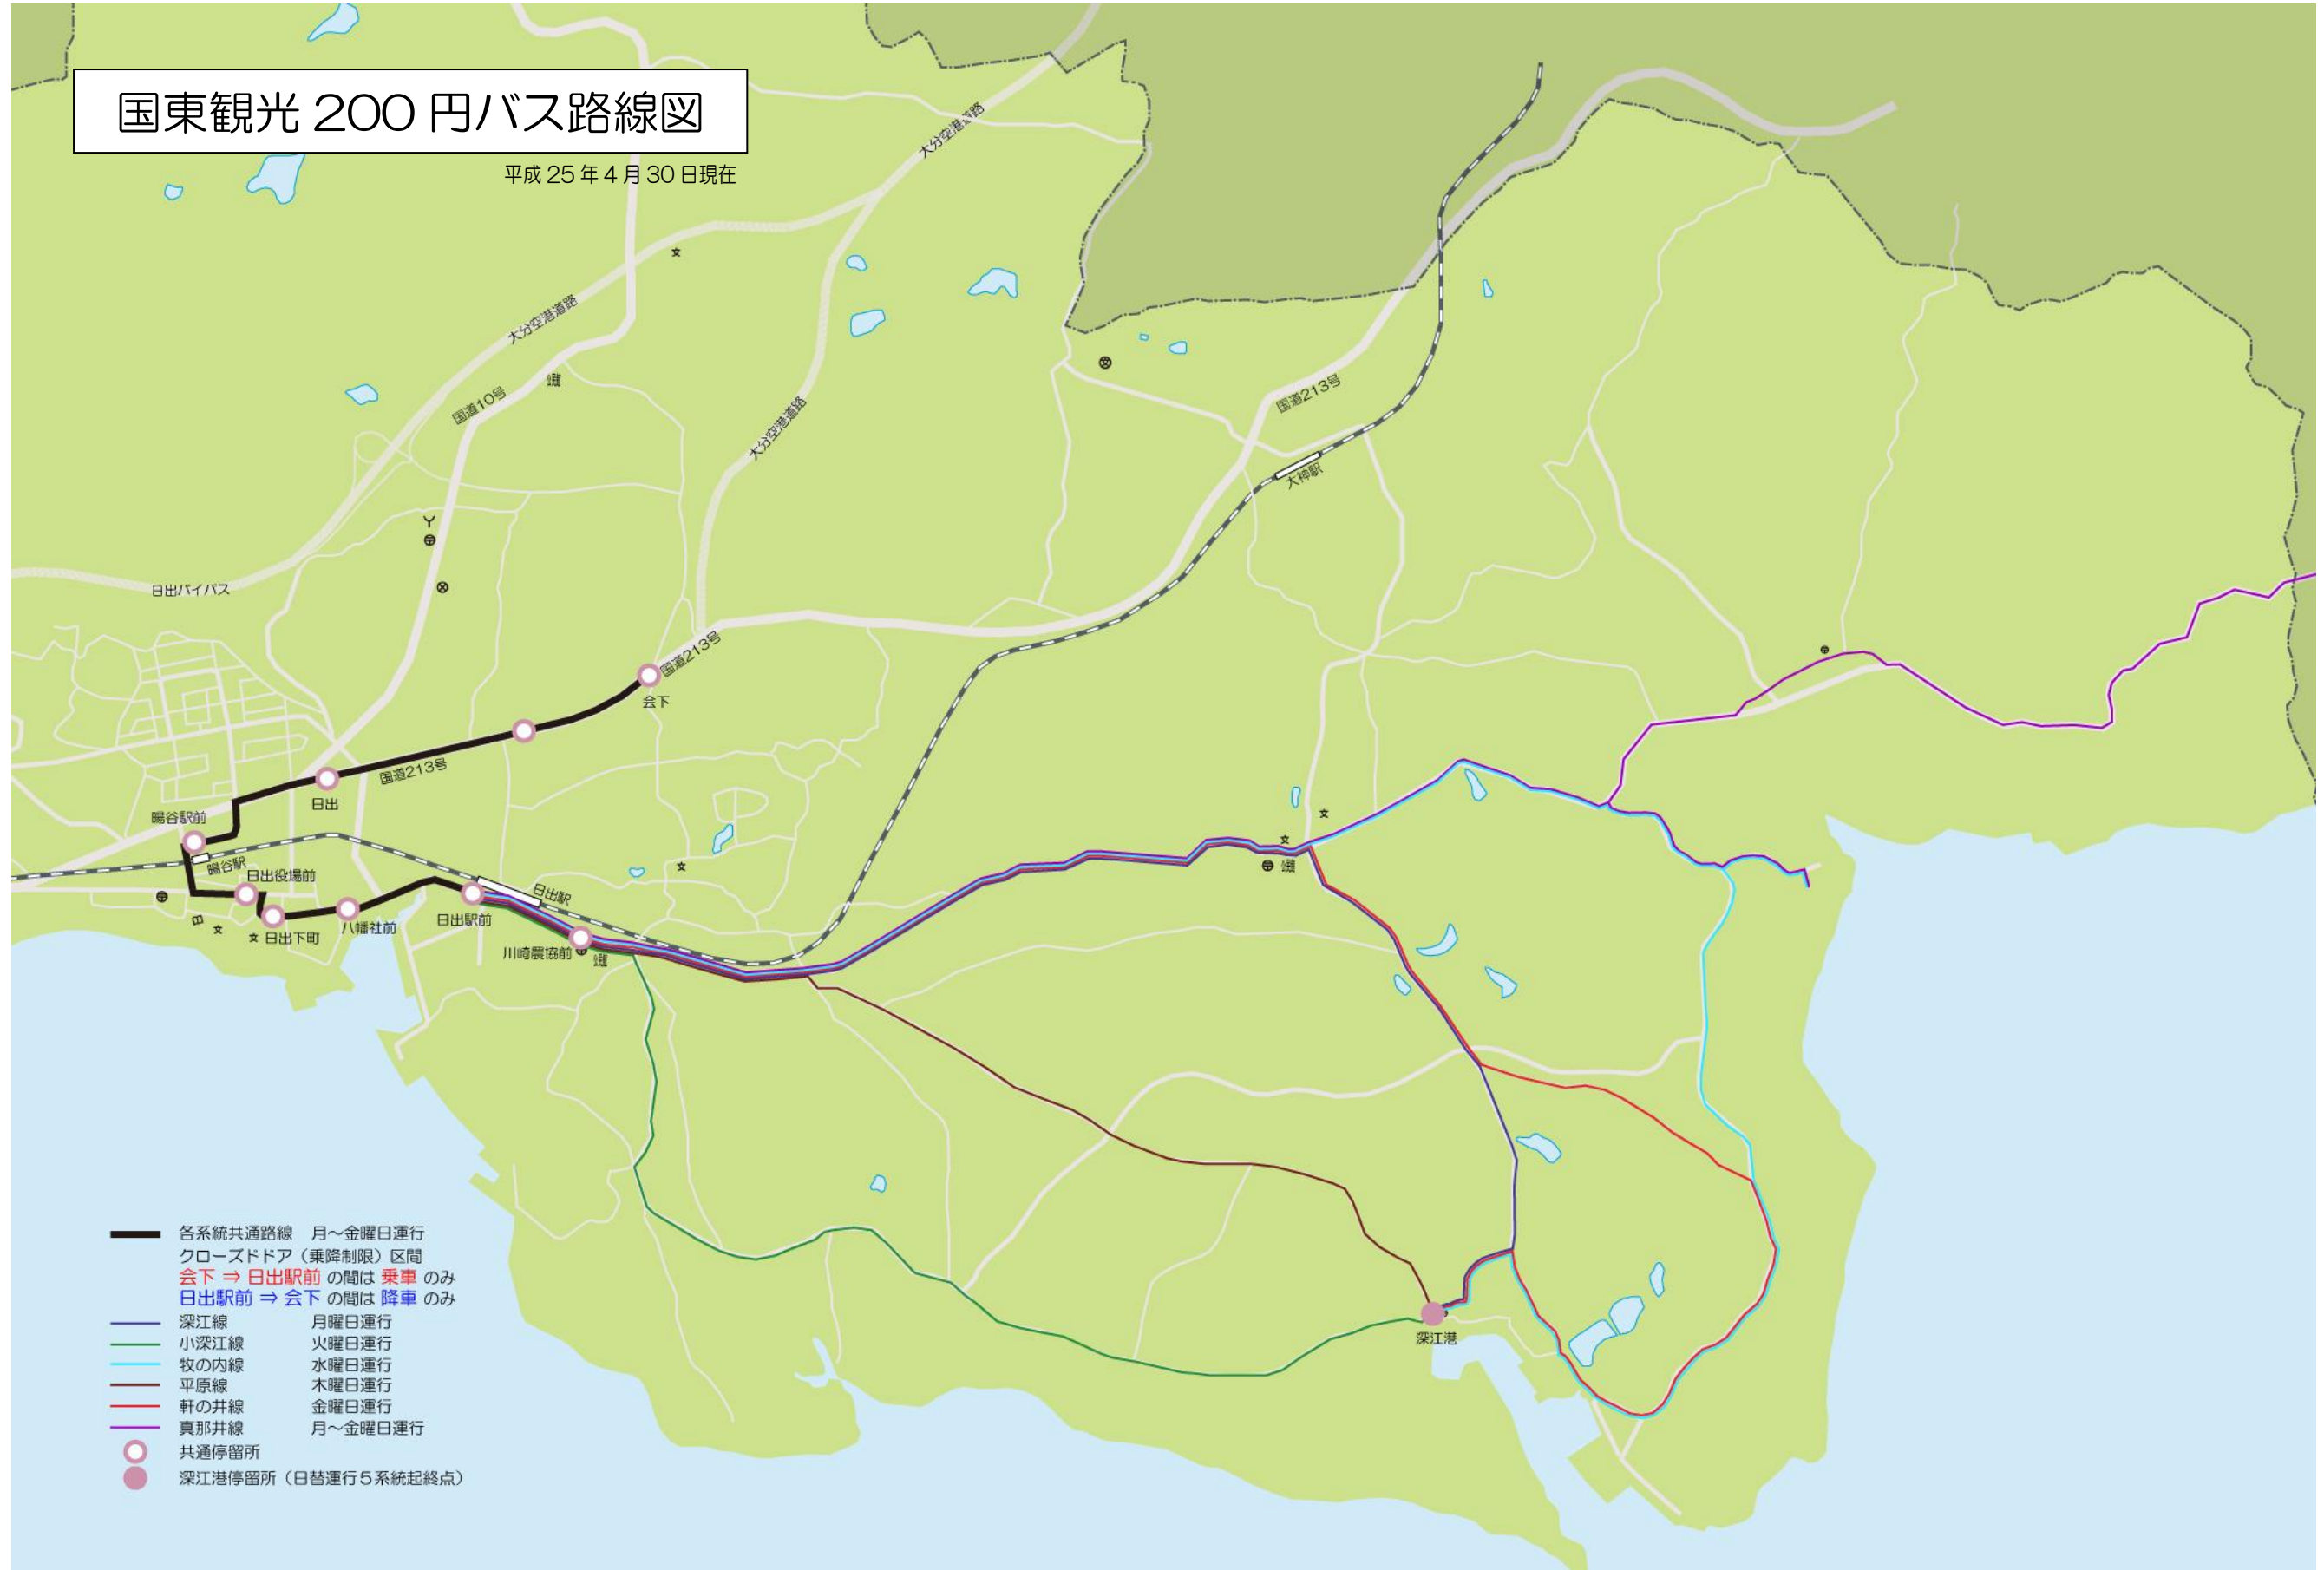 国東観光 200 円バス路線図
平成 25 年 4 月 30 日現在
大分空港道路
大分空港道路
国道10号
大分空港道路
国道213号
大神駅
日出バイパス
国道213号
会下
国道213号
日出
暘谷駅前
暘谷駅
日出役場前
日出駅
日出下町
八幡社前
日出駅前
川崎農協前
深江港
各系統共通路線 月～金曜日運行
クローズドドア（乗降制限）区間
会下 ⇒ 日出駅前 の間は 乗車 のみ
日出駅前 ⇒ 会下 の間は 降車 のみ
深江線 月曜日運行
小深江線 火曜日運行
牧の内線 水曜日運行
平原線 木曜日運行
軒の井線 金曜日運行
真那井線 月～金曜日運行
共通停留所
深江港停留所（日替運行５系統起終点）